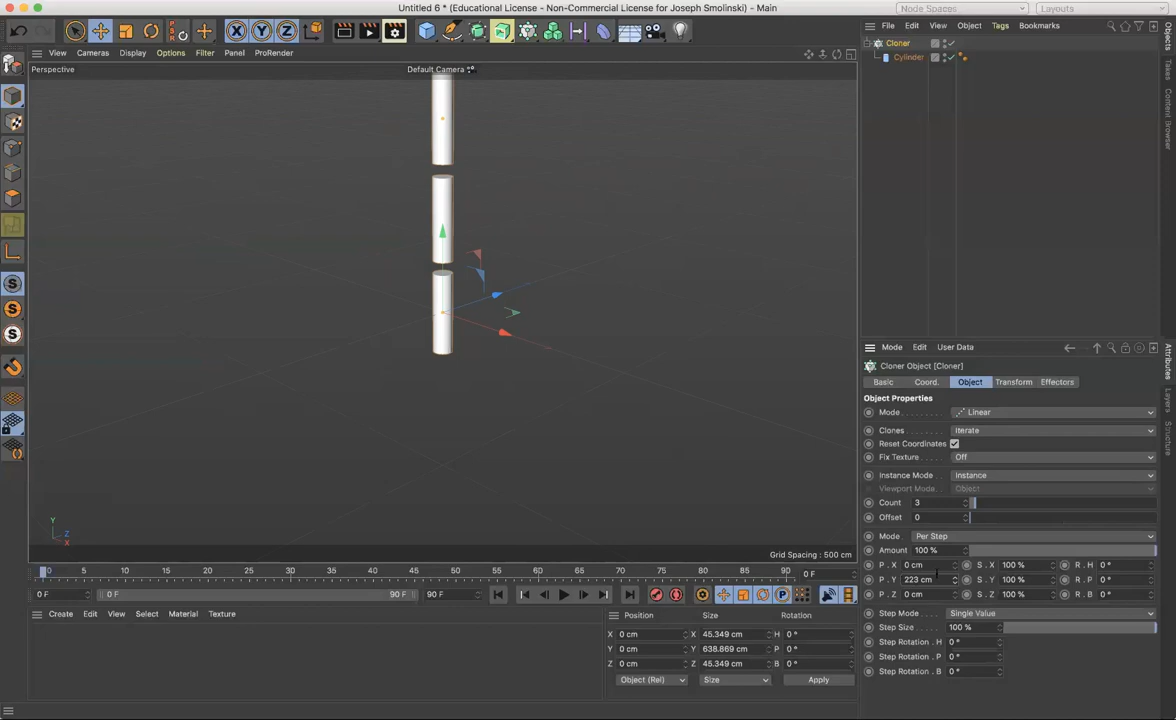 Untitled 6 * (Educational License - Non-Commercial License for Joseph Smolinski) - Main
Node Spaces
Layouts
File Edit View Object Tags Bookmarks
View Cameras Display Options Filter Panel ProRender
Perspective
Default Camera
Cloner
Cylinder
Objects
Takes
Content Browser
Mode Edit User Data
Cloner Object [Cloner]
Basic Coord. Object Transform Effectors
Object Properties
Mode Linear
Clones Iterate
Reset Coordinates
Fix Texture Off
Instance Mode Instance
Viewport Mode Object
Count 3
Offset 0
Mode Per Step
Amount 100 %
P . X 0 cm S . X 100 % R . H 0 °
P . Y 223 cm S . Y 100 % R . P 0 °
P . Z 0 cm S . Z 100 % R . B 0 °
Step Mode Single Value
Step Size 100 %
Step Rotation . H 0 °
Step Rotation . P 0 °
Step Rotation . B 0 °
Attributes
Layers
Structure
Y
Z
X
Grid Spacing : 500 cm
0 5 10 15 20 25 30 35 40 45 50 55 60 65 70 75 80 85 90
0 F
0 F 0 F 90 F 90 F
Create Edit View Select Material Texture
Position Size Rotation
X 0 cm X 45.349 cm H 0 °
Y 0 cm Y 638.869 cm P 0 °
Z 0 cm Z 45.349 cm B 0 °
Object (Rel) Size Apply